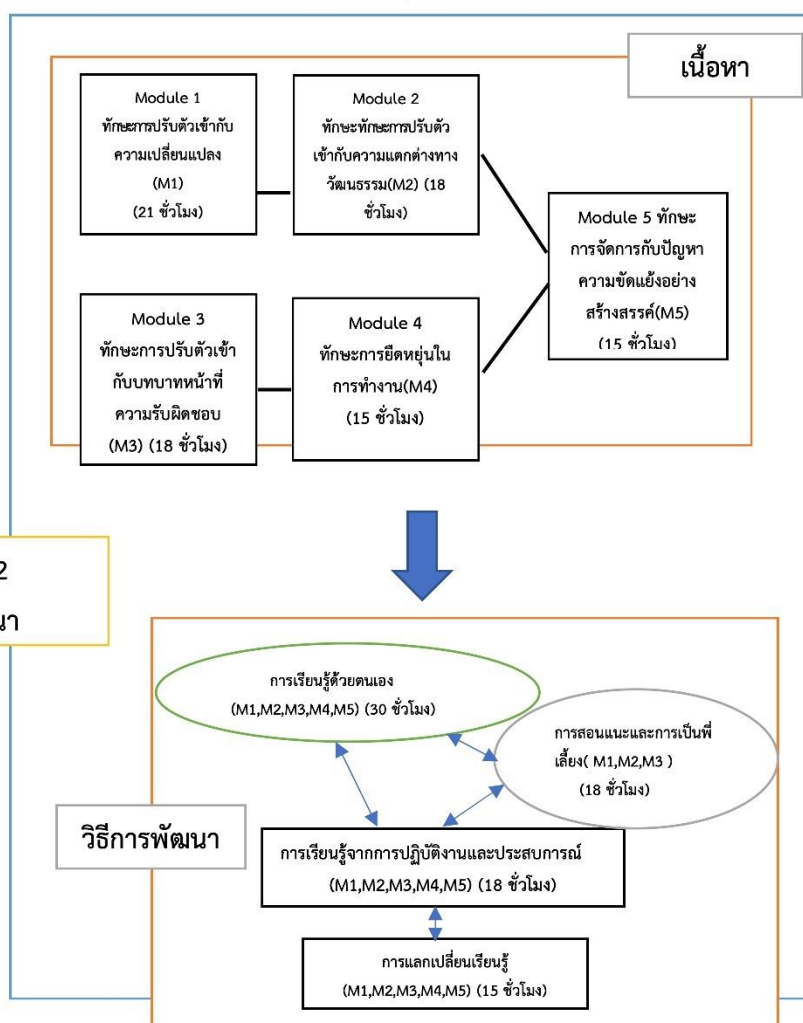 เนื้อหา
Module 1
ทักษะการปรับตัวเข้ากับ
ความเปลี่ยนแปลง
(M1)
(21 ชั่วโมง)
Module 2
ทักษะทักษะการปรับตัว
เข้ากับความแตกต่างทาง
วัฒนธรรม(M2) (18
ชั่วโมง)
Module 5 ทักษะ
การจัดการกับปัญหา
ความขัดแย้งอย่าง
สร้างสรรค์(M5)
(15 ชั่วโมง)
Module 3
ทักษะการปรับตัวเข้า
กับบทบาทหน้าที่
ความรับผิดชอบ
(M3) (18 ชั่วโมง)
Module 4
ทักษะการยืดหยุ่นใน
การทำงาน(M4)
(15 ชั่วโมง)
2
นา
การเรียนรู้ด้วยตนเอง
(M1,M2,M3,M4,M5) (30 ชั่วโมง)
การสอนแนะและการเป็นพี่
เลี้ยง( M1,M2,M3 )
(18 ชั่วโมง)
วิธีการพัฒนา
การเรียนรู้จากการปฏิบัติงานและประสบการณ์
(M1,M2,M3,M4,M5) (18 ชั่วโมง)
การแลกเปลี่ยนเรียนรู้
(M1,M2,M3,M4,M5) (15 ชั่วโมง)